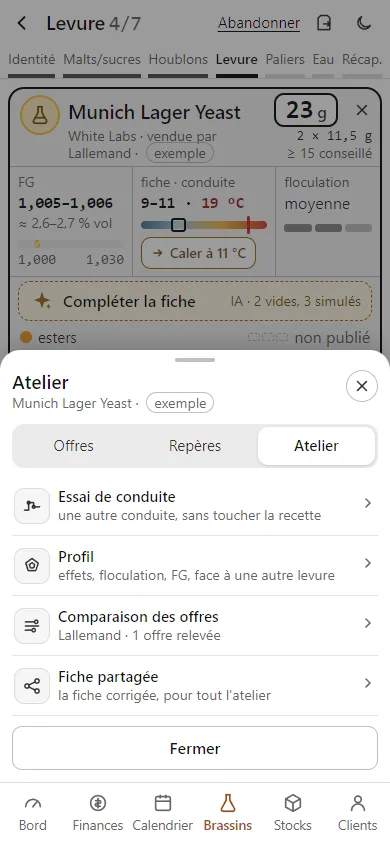 Levure 4/7
Abandonner
Identité Malts/sucres Houblons Levure Paliers Eau Récap.
Munich Lager Yeast
23 g
White Labs · vendue par
Lallemand · exemple
2 x 11,5 g
≥ 15 conseillé
FG
1,005–1,006
≈ 2,6–2,7 % vol
1,000 1,030
fiche · conduite
9–11 · 19 °C
→ Caler à 11 °C
floculation
moyenne
Compléter la fiche
IA · 2 vides, 3 simulés
esters
non publié
Atelier
Munich Lager Yeast · exemple
Offres Repères Atelier
Essai de conduite
une autre conduite, sans toucher la recette
Profil
effets, floculation, FG, face à une autre levure
Comparaison des offres
Lallemand · 1 offre relevée
Fiche partagée
la fiche corrigée, pour tout l'atelier
Fermer
Bord Finances Calendrier Brassins Stocks Clients